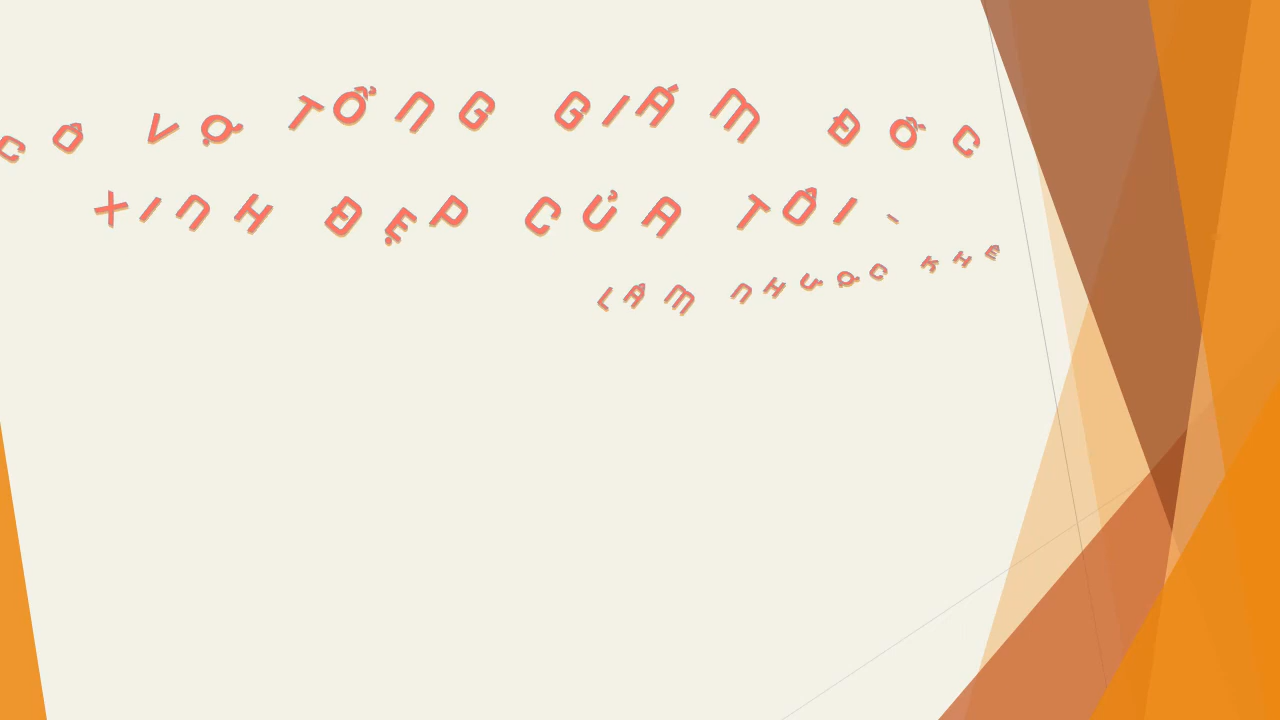 CÔ VỢ TỔNG GIÁM ĐỐC
XINH ĐẸP CỦA TÔI -
LÂM NHƯỢC KHÊ